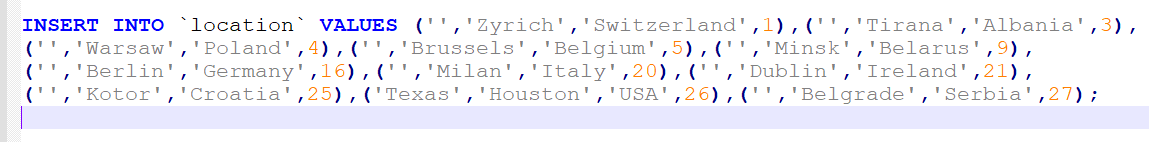 INSERT INTO `location` VALUES ('','Zyrich','Switzerland',1),('','Tirana','Albania',3),
('','Warsaw','Poland',4),('','Brussels','Belgium',5),('','Minsk','Belarus',9),
('','Berlin','Germany',16),('','Milan','Italy',20),('','Dublin','Ireland',21),
('','Kotor','Croatia',25),('Texas','Houston','USA',26),('','Belgrade','Serbia',27);